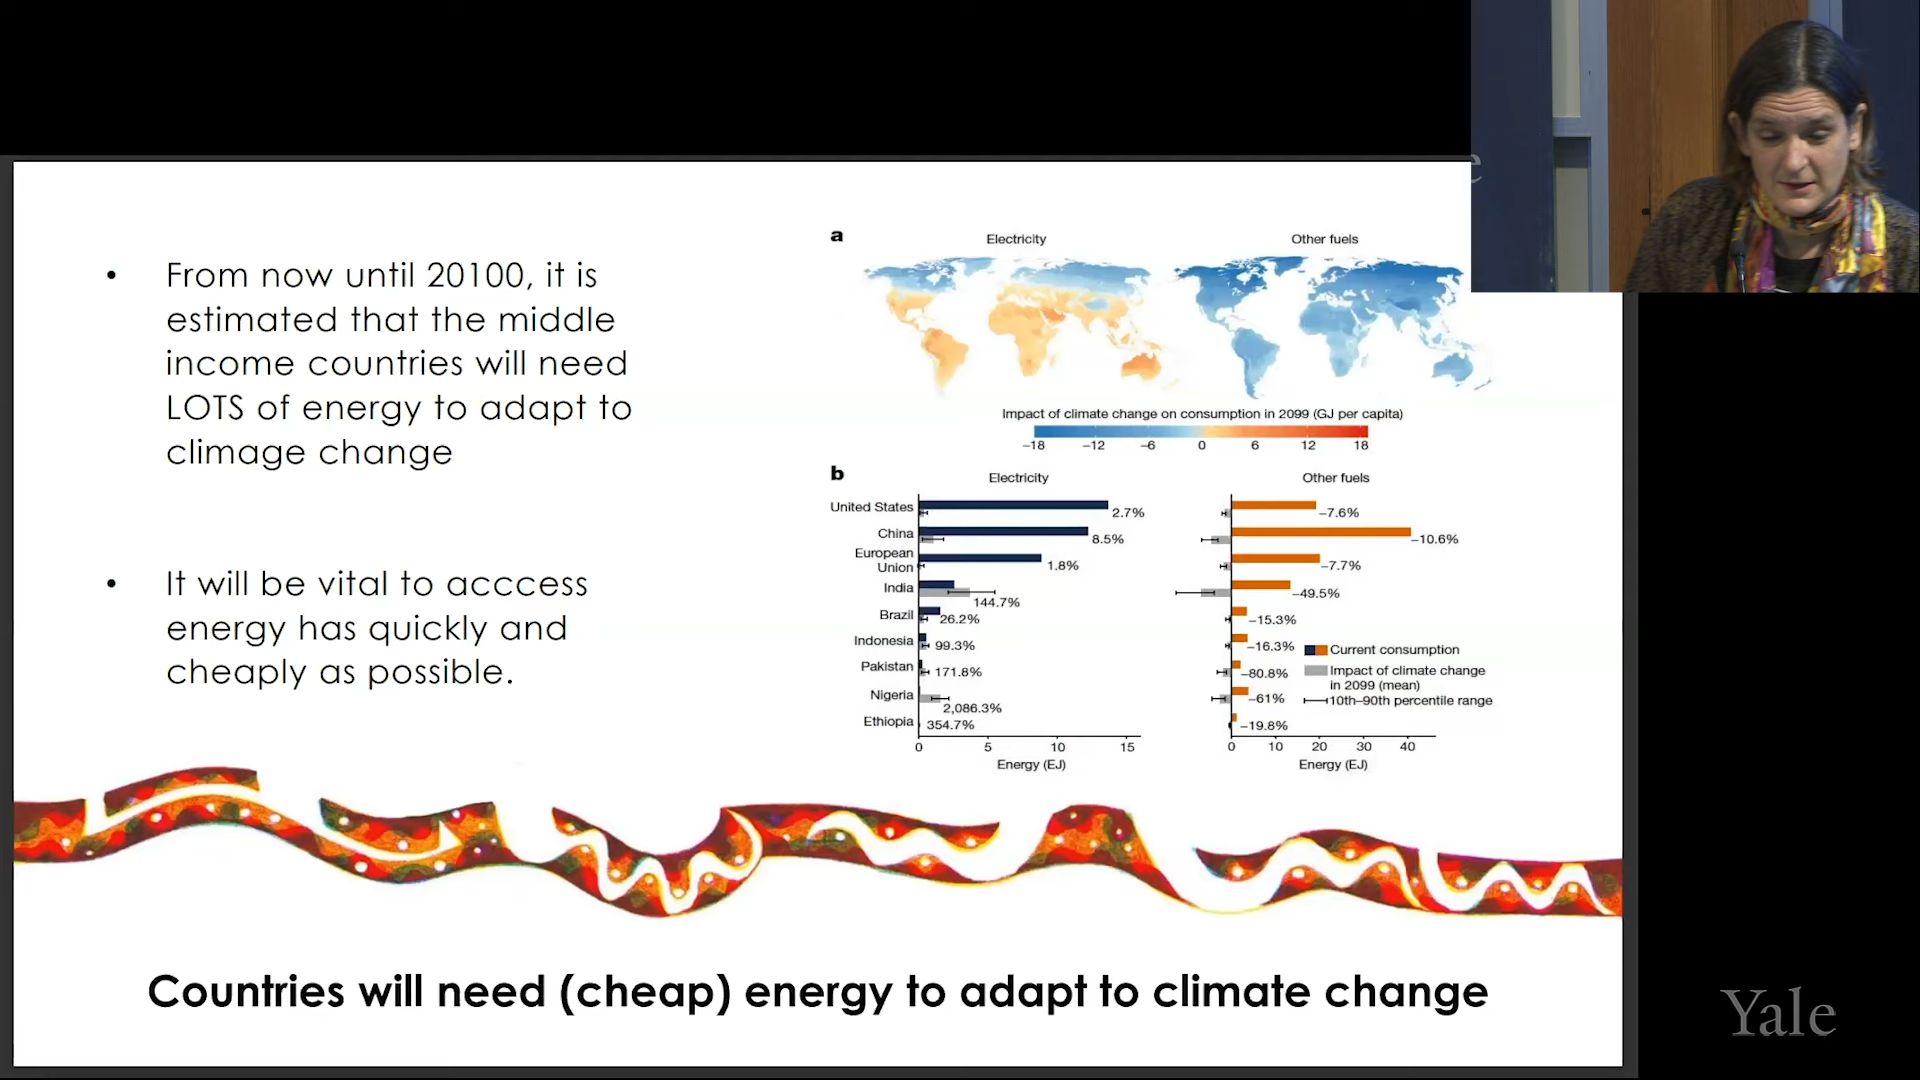 • From now until 20100, it is
estimated that the middle
income countries will need
LOTS of energy to adapt to
climage change
• It will be vital to acccess
energy has quickly and
cheaply as possible.
a
Electricity
Other fuels
Impact of climate change on consumption in 2099 (GJ per capita)
−18 −12 −6 0 6 12 18
b
Electricity
United States 2.7%
China 8.5%
European
Union 1.8%
India 144.7%
Brazil 26.2%
Indonesia 99.3%
Pakistan 171.8%
Nigeria 2,086.3%
Ethiopia 354.7%
0 5 10 15
Energy (EJ)
Other fuels
−7.6%
−10.6%
−7.7%
−49.5%
−15.3%
−16.3%
−80.8%
−61%
−19.8%
0 10 20 30 40
Energy (EJ)
Current consumption
Impact of climate change
in 2099 (mean)
10th–90th percentile range
Countries will need (cheap) energy to adapt to climate change
e
Yale